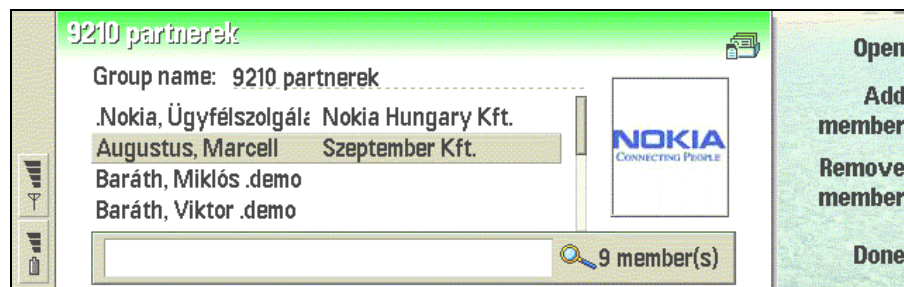 9210 partnerek
Group name: 9210 partnerek
.Nokia, Ügyfélszolgála Nokia Hungary Kft.
Augustus, Marcell Szeptember Kft.
Baráth, Miklós .demo
Baráth, Viktor .demo
9 member(s)
NOKIA
CONNECTING PEOPLE
Open
Add
member
Remove
member
Done